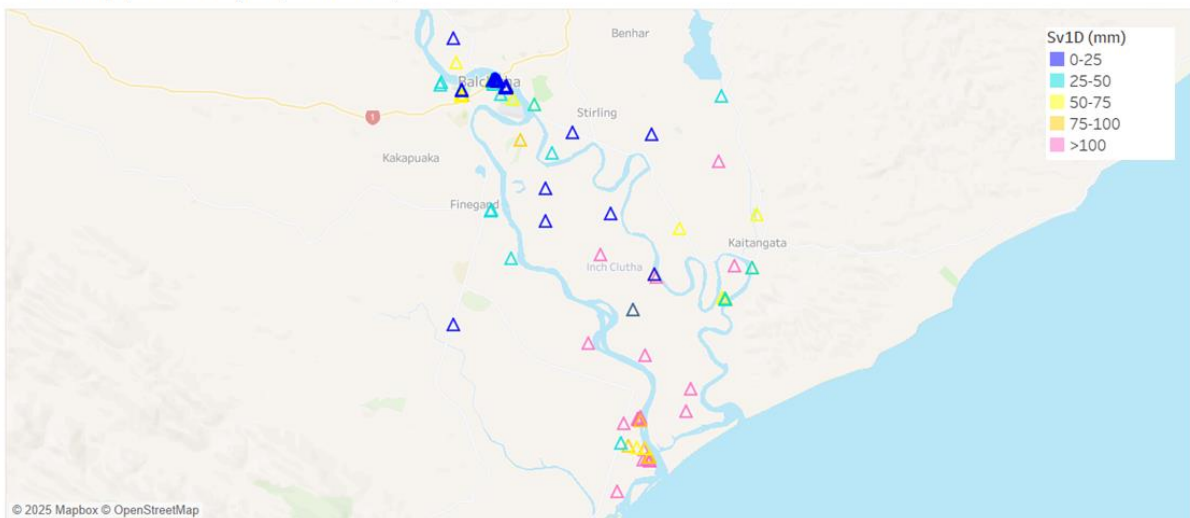 Benhar
Sv1D (mm)
0-25
25-50
50-75
75-100
>100
Stirling
1
Kakapuaka
Finegand
Kaitangata
Inch Clutha
© 2025 Mapbox © OpenStreetMap